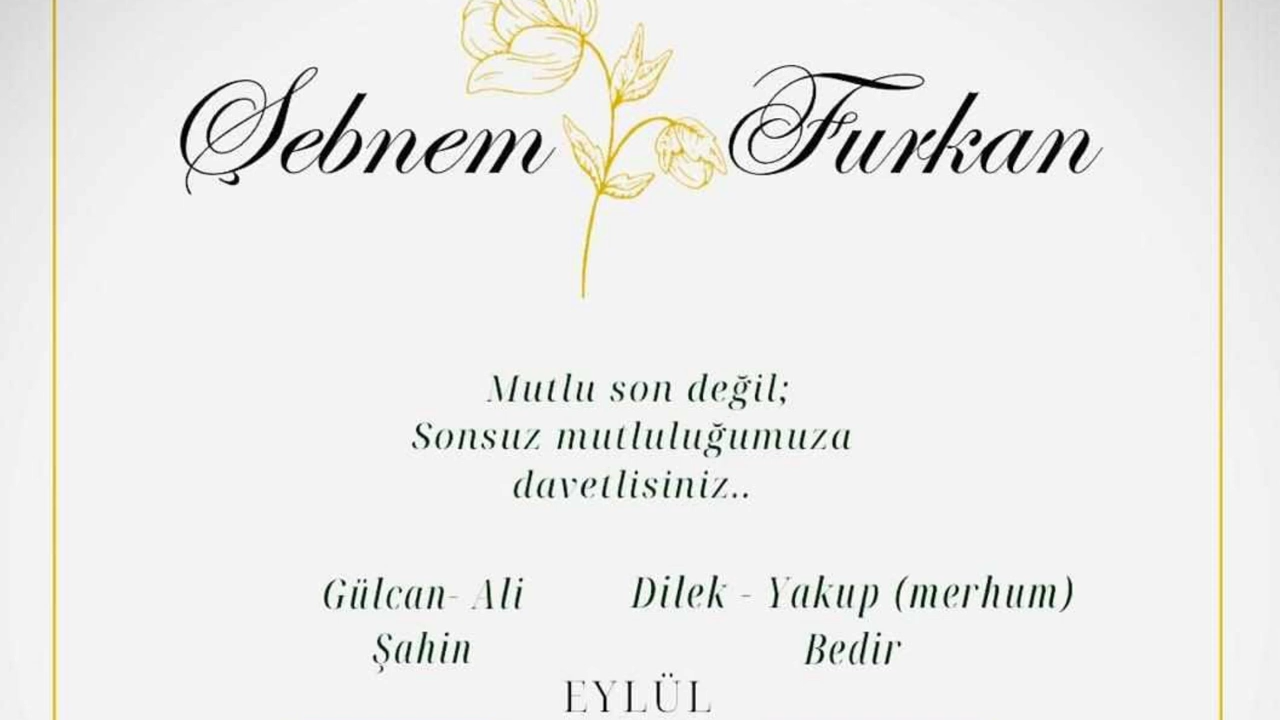 Şebnem Furkan
Mutlu son değil;
Sonsuz mutluluğumuza
davetlisiniz..
Gülcan- Ali Dilek - Yakup (merhum)
Şahin Bedir
EYLÜL